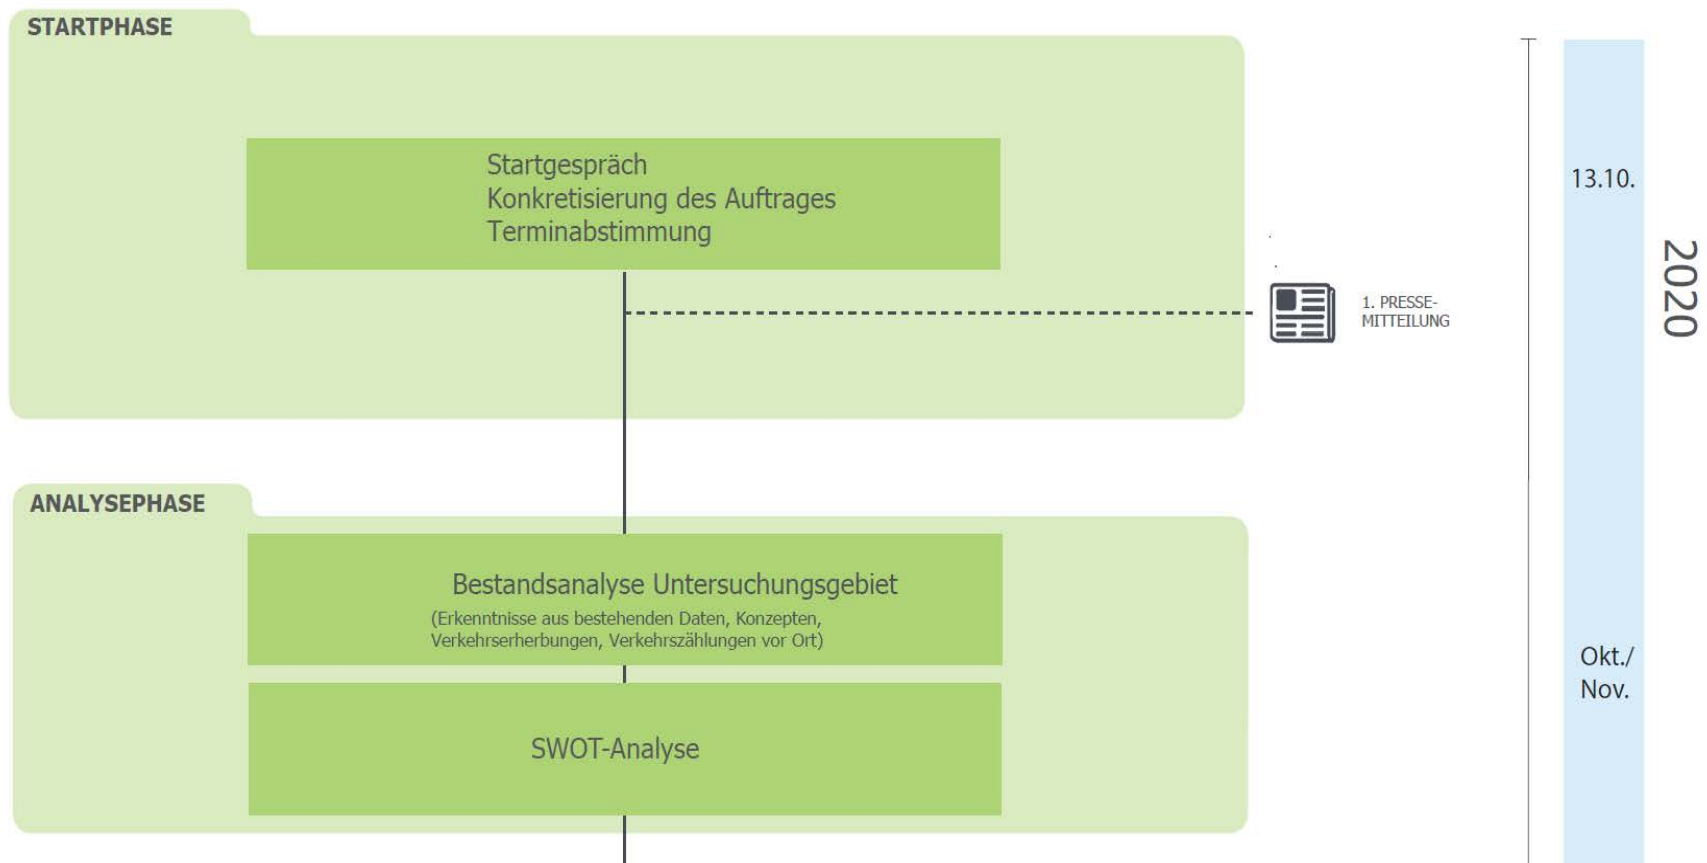 STARTPHASE
Startgespräch
Konkretisierung des Auftrages
Terminabstimmung
13.10.
2020
1. PRESSE-
MITTEILUNG
ANALYSEPHASE
Bestandsanalyse Untersuchungsgebiet
(Erkenntnisse aus bestehenden Daten, Konzepten,
Verkehrserherbungen, Verkehrszählungen vor Ort)
Okt./
Nov.
SWOT-Analyse